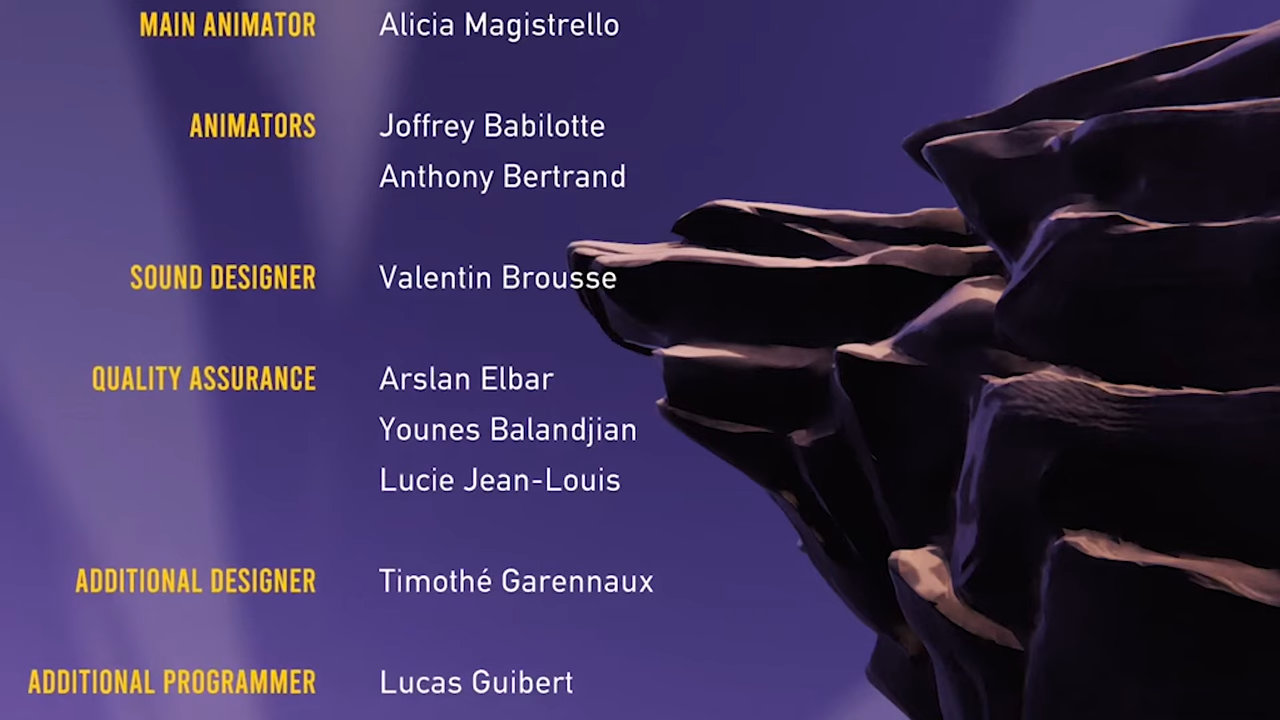 MAIN ANIMATOR Alicia Magistrello
ANIMATORS Joffrey Babilotte
Anthony Bertrand
SOUND DESIGNER Valentin Brousse
QUALITY ASSURANCE Arslan Elbar
Younes Balandjian
Lucie Jean-Louis
ADDITIONAL DESIGNER Timothé Garennaux
ADDITIONAL PROGRAMMER Lucas Guibert